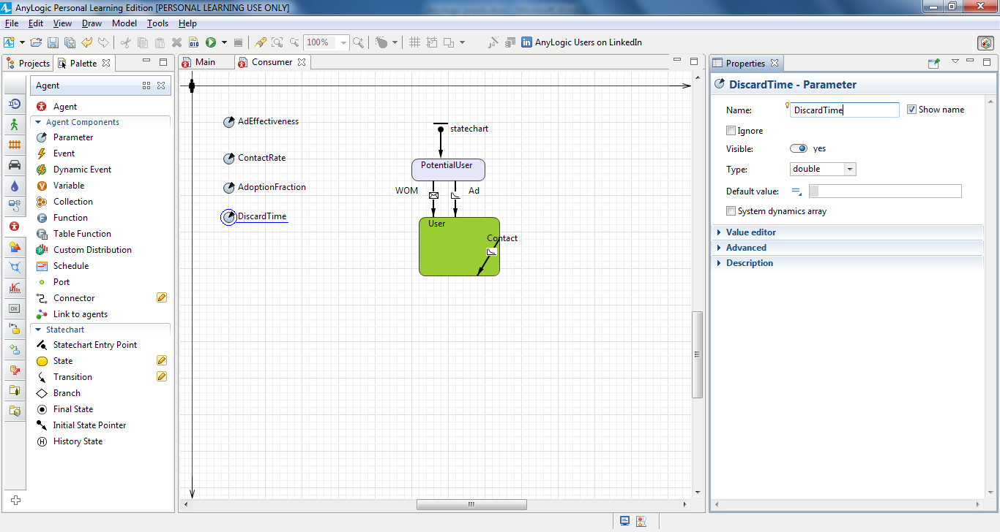 AnyLogic Personal Learning Edition [PERSONAL LEARNING USE ONLY]
File Edit View Draw Model Tools Help
100% AnyLogic Users on LinkedIn
Projects Palette
Agent
Agent
Agent Components
Parameter
Event
Dynamic Event
Variable
Collection
Function
Table Function
Custom Distribution
Schedule
Port
Connector
Link to agents
Statechart
Statechart Entry Point
State
Transition
Branch
Final State
Initial State Pointer
History State
Main Consumer
AdEffectiveness
ContactRate
AdoptionFraction
DiscardTime
statechart
PotentialUser
WOM Ad
User
Contact
Properties
DiscardTime - Parameter
Name: DiscardTime Show name
Ignore
Visible: yes
Type: double
Default value:
System dynamics array
Value editor
Advanced
Description